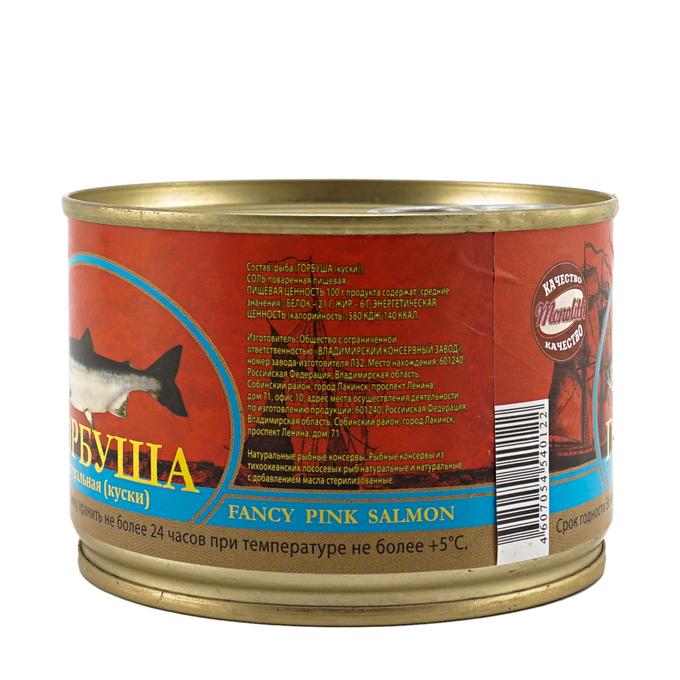 Состав: рыба (ГОРБУША (куски)),
СОЛЬ поваренная пищевая.
ПИЩЕВАЯ ЦЕННОСТЬ 100 г продукта содержат (средние
значения): БЕЛОК – 21 Г, ЖИР – 6 Г. ЭНЕРГЕТИЧЕСКАЯ
ЦЕННОСТЬ (калорийность): 580 КДЖ/140 ККАЛ.
Изготовитель: Общество с ограниченной
ответственностью «ВЛАДИМИРСКИЙ КОНСЕРВНЫЙ ЗАВОД»,
номер завода-изготовителя Л32. Место нахождения: 601240,
Российская Федерация, Владимирская область,
Собинский район, город Лакинск, проспект Ленина,
дом 71, офис 10, адрес места осуществления деятельности
по изготовлению продукции: 601240, Российская Федерация,
Владимирская область, Собинский район, город Лакинск,
проспект Ленина, дом 71
Натуральные рыбные консервы. Рыбные консервы из
тихоокеанских лососевых рыб натуральные и натуральные
с добавлением масла стерилизованные.
РБУША
ральная (куски)
FANCY PINK SALMON
хранить не более 24 часов при температуре не более +5°C.
КАЧЕСТВО
Monolith
КАЧЕСТВО
4 607054 540122
Срок годности